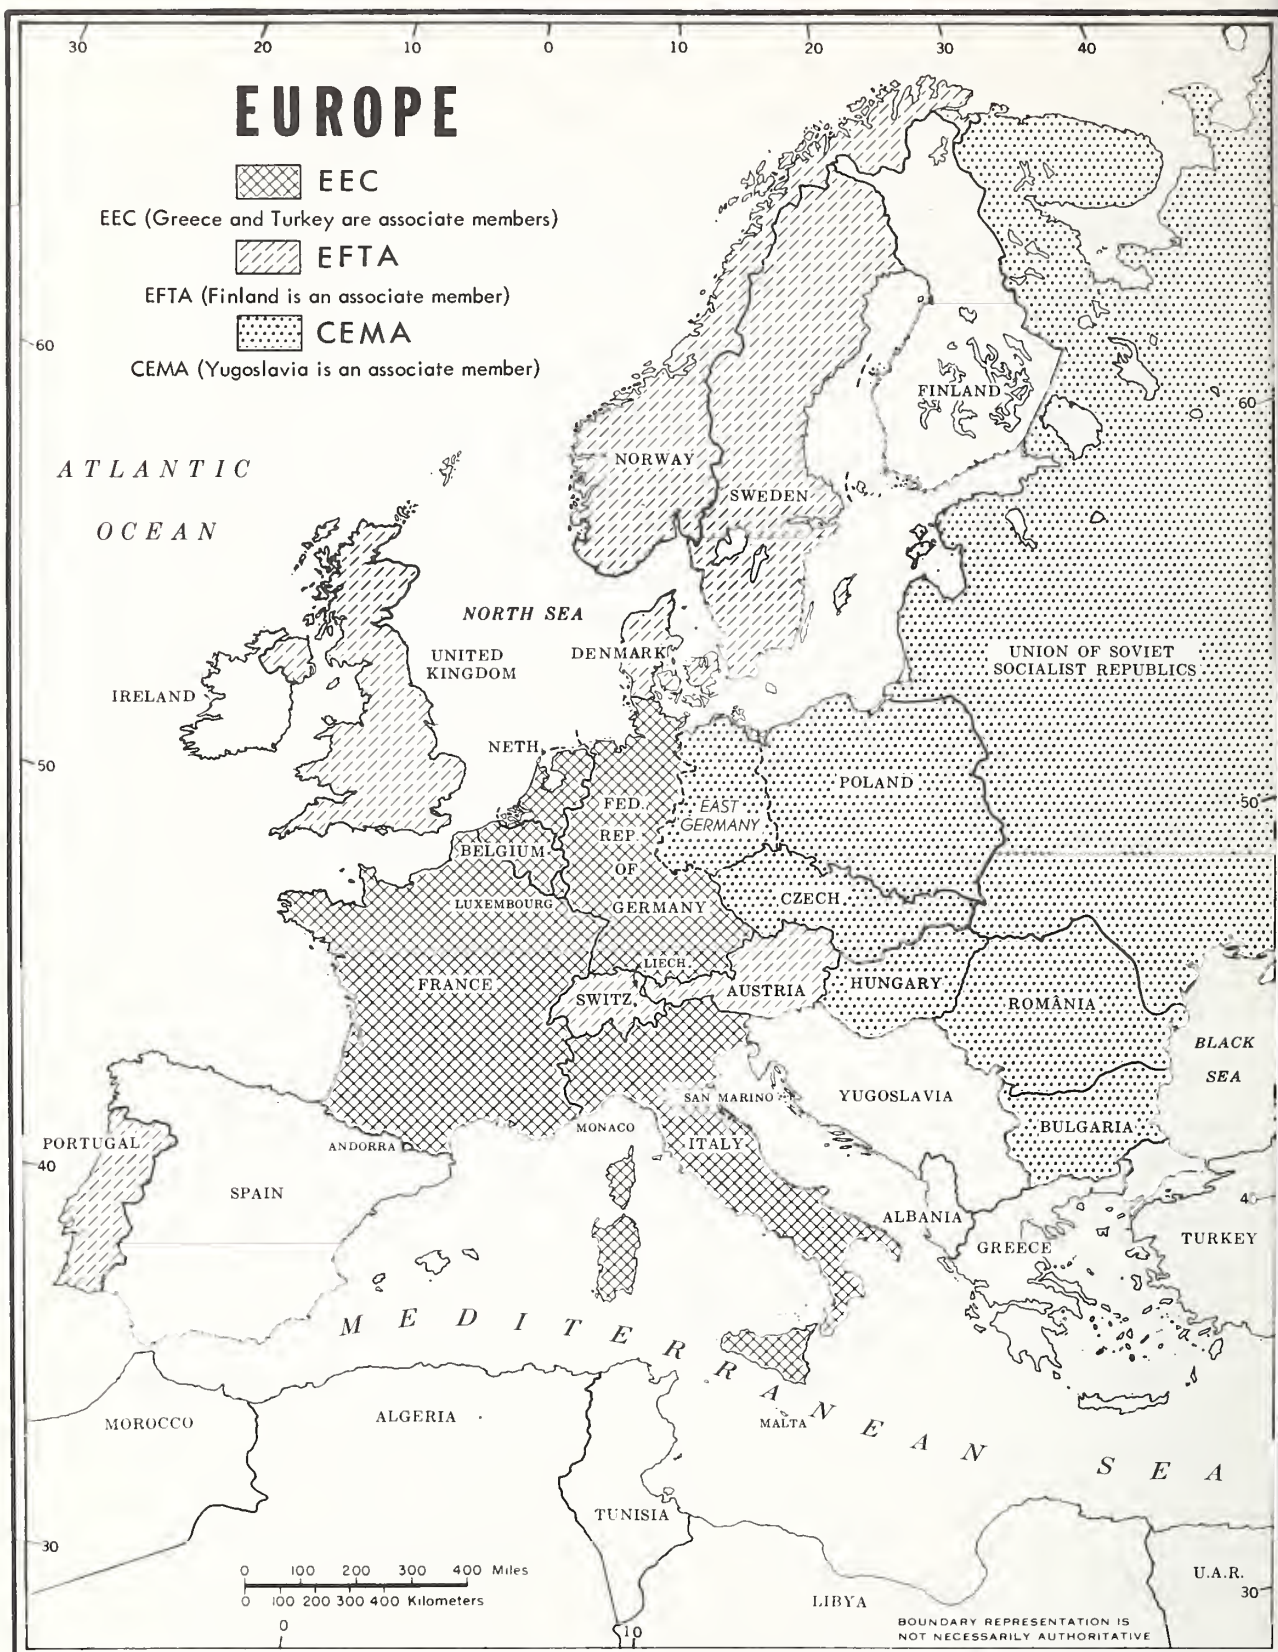 30 20 10 0 10 20 30 40
EUROPE
EEC
EEC (Greece and Turkey are associate members)
EFTA
EFTA (Finland is an associate member)
CEMA
CEMA (Yugoslavia is an associate member)
60
60
FINLAND
ATLANTIC
OCEAN
NORWAY
SWEDEN
NORTH SEA
UNITED
KINGDOM
DENMARK
UNION OF SOVIET
SOCIALIST REPUBLICS
IRELAND
NETH.
50
50
POLAND
EAST
GERMANY
FED.
REP.
OF
GERMANY
BELGIUM
LUXEMBOURG
CZECH.
LIECH.
FRANCE
SWITZ.
AUSTRIA
HUNGARY
ROMÂNIA
BLACK
SEA
SAN MARINO
YUGOSLAVIA
BULGARIA
MONACO
ITALY
PORTUGAL
ANDORRA
40
40
SPAIN
ALBANIA
GREECE
TURKEY
MEDITERRANEAN SEA
MALTA
MOROCCO
ALGERIA
TUNISIA
30
0 100 200 300 400 Miles
0 100 200 300 400 Kilometers
LIBYA
U.A.R.
30
BOUNDARY REPRESENTATION IS
NOT NECESSARILY AUTHORITATIVE
0 10